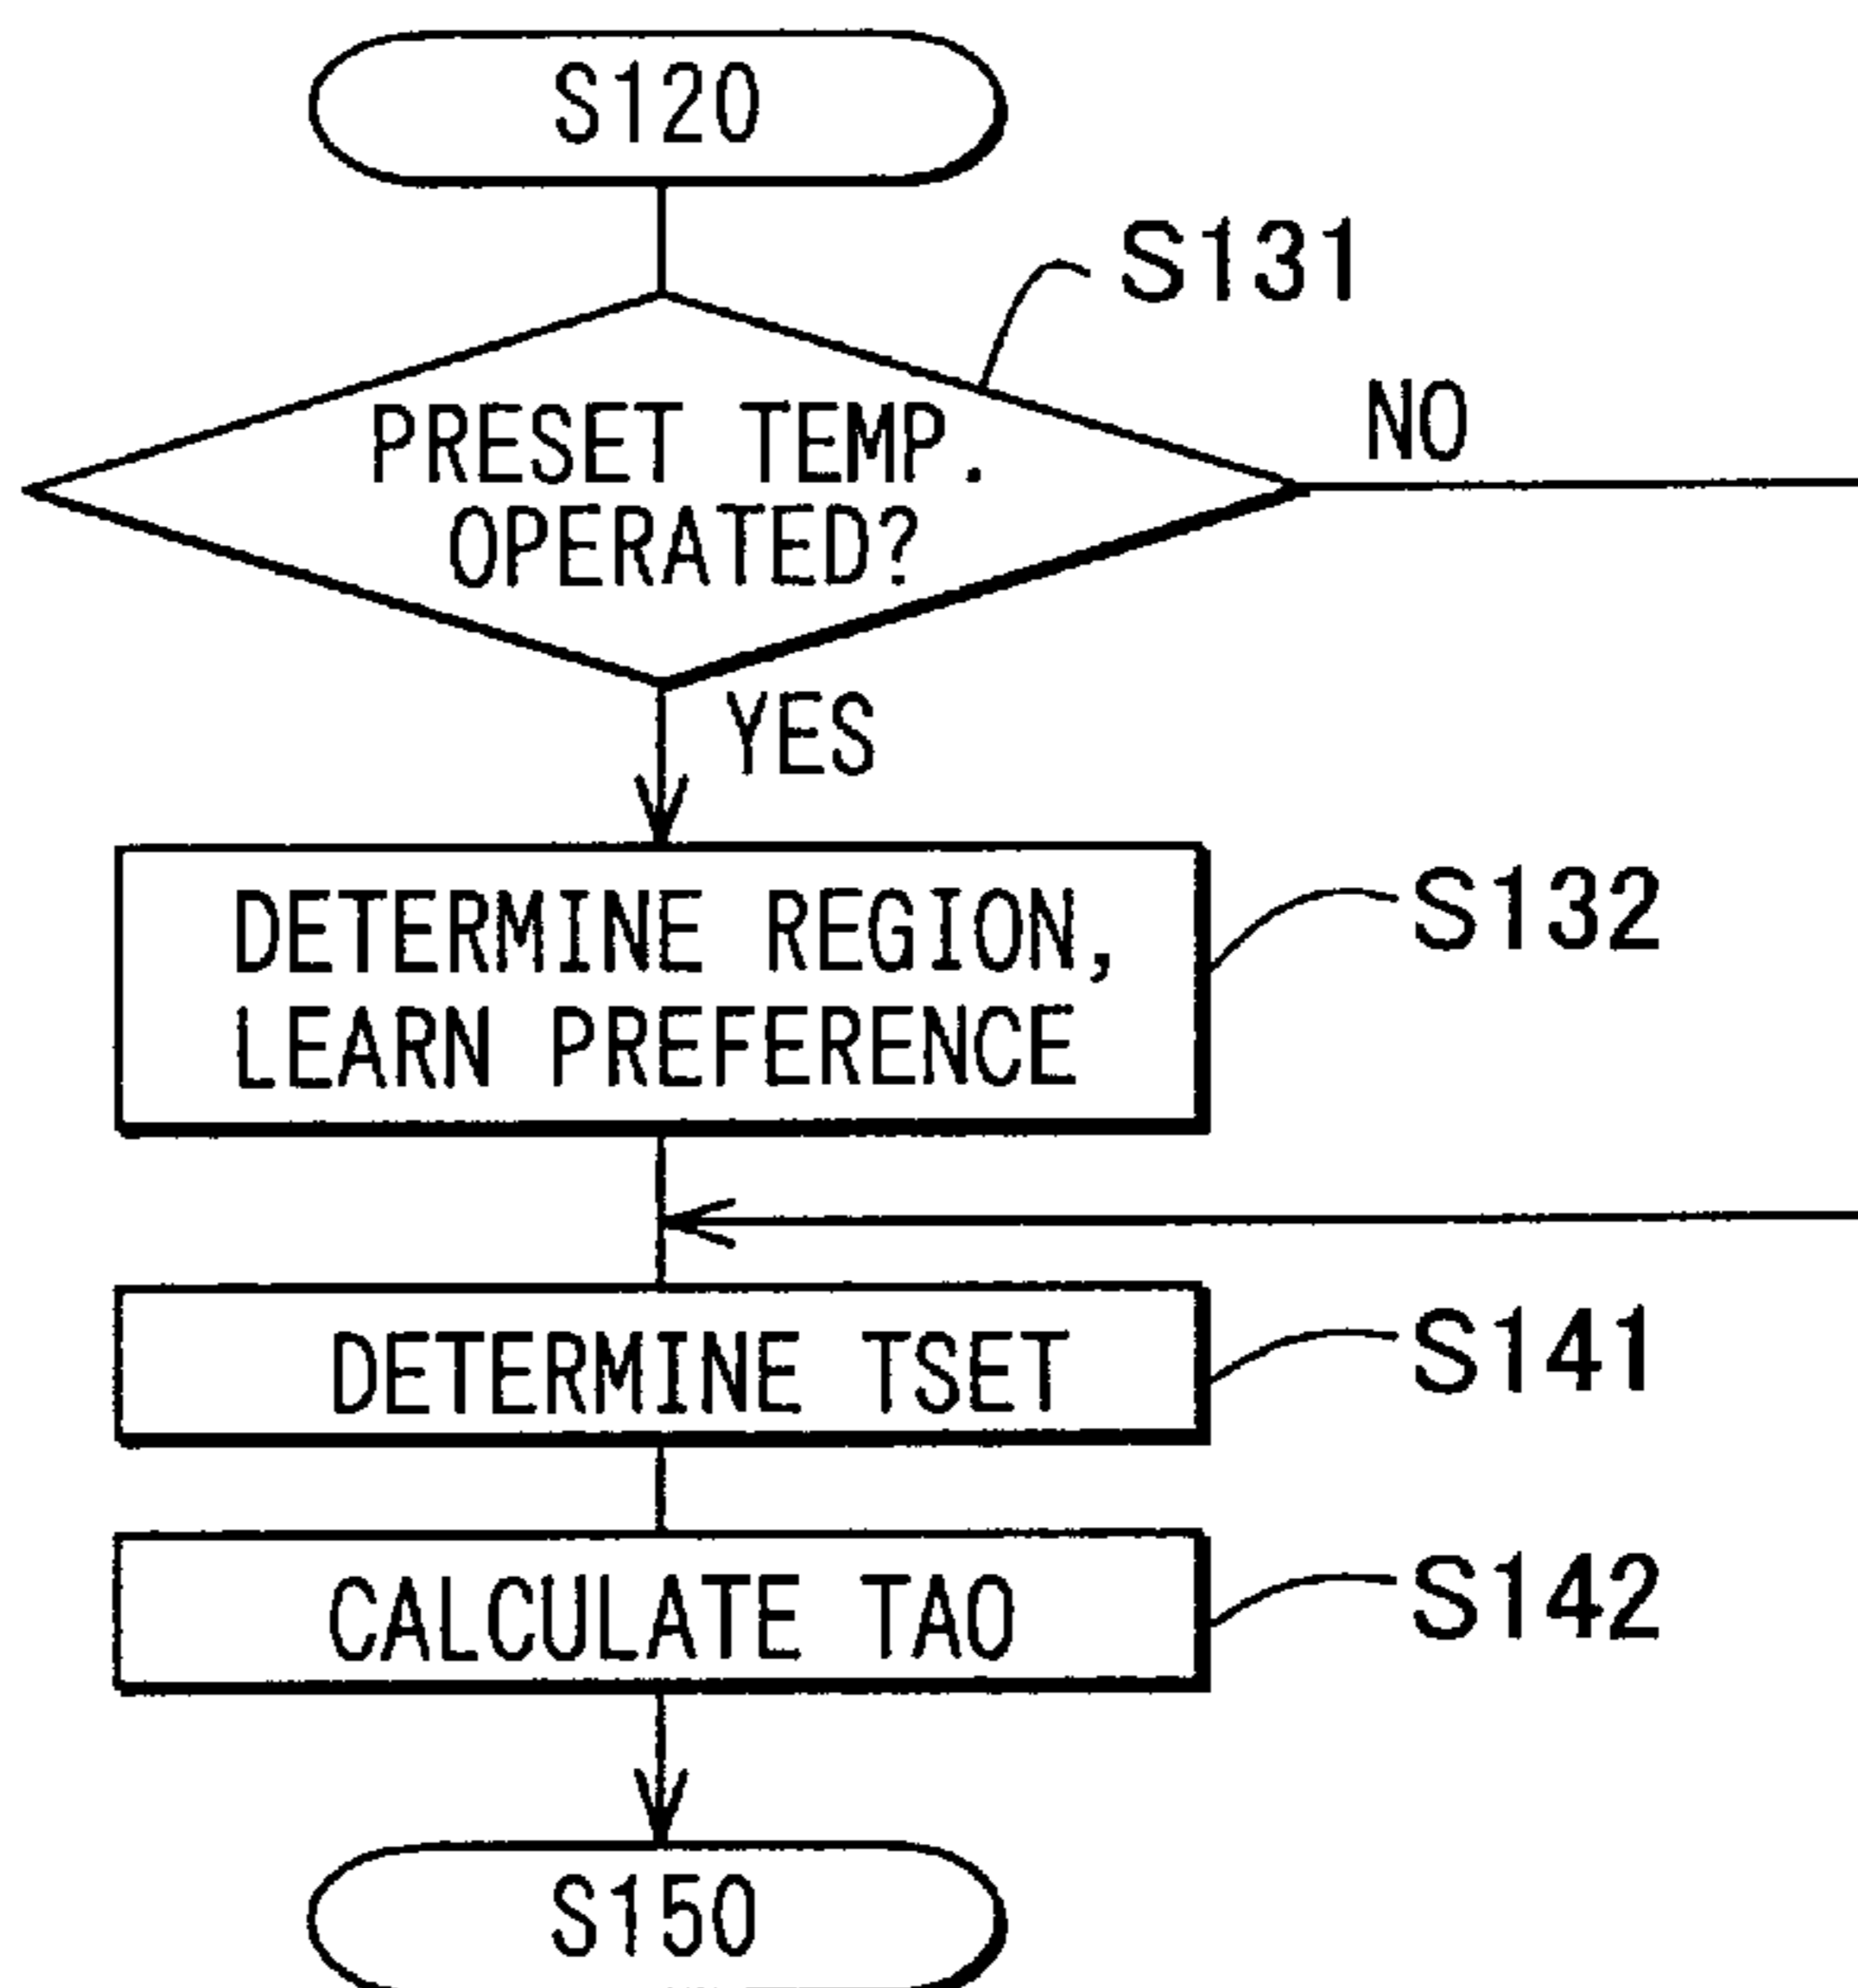 S120
S131
PRESET TEMP.
OPERATED?
NO
YES
DETERMINE REGION,
LEARN PREFERENCE
S132
DETERMINE TSET
S141
CALCULATE TAO
S142
S150